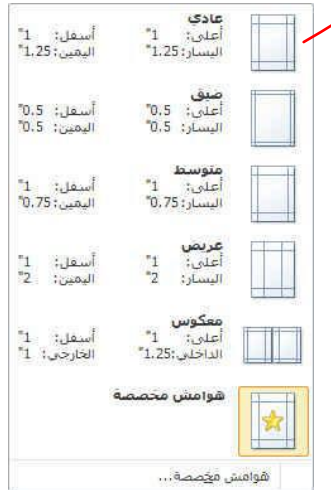 عادي
أعلى: 1" أسفل: 1"
اليسار: 1.25" اليمين: 1.25"
ضيق
أعلى: 0.5" أسفل: 0.5"
اليسار: 0.5" اليمين: 0.5"
متوسط
أعلى: 1" أسفل: 1"
اليسار: 0.75" اليمين: 0.75"
عريض
أعلى: 1" أسفل: 1"
اليسار: 2" اليمين: 2"
معكوس
أعلى: 1" أسفل: 1"
الداخلي: 1.25" الخارجي: 1"
هوامش مخصصة
هوامش مخصصة...